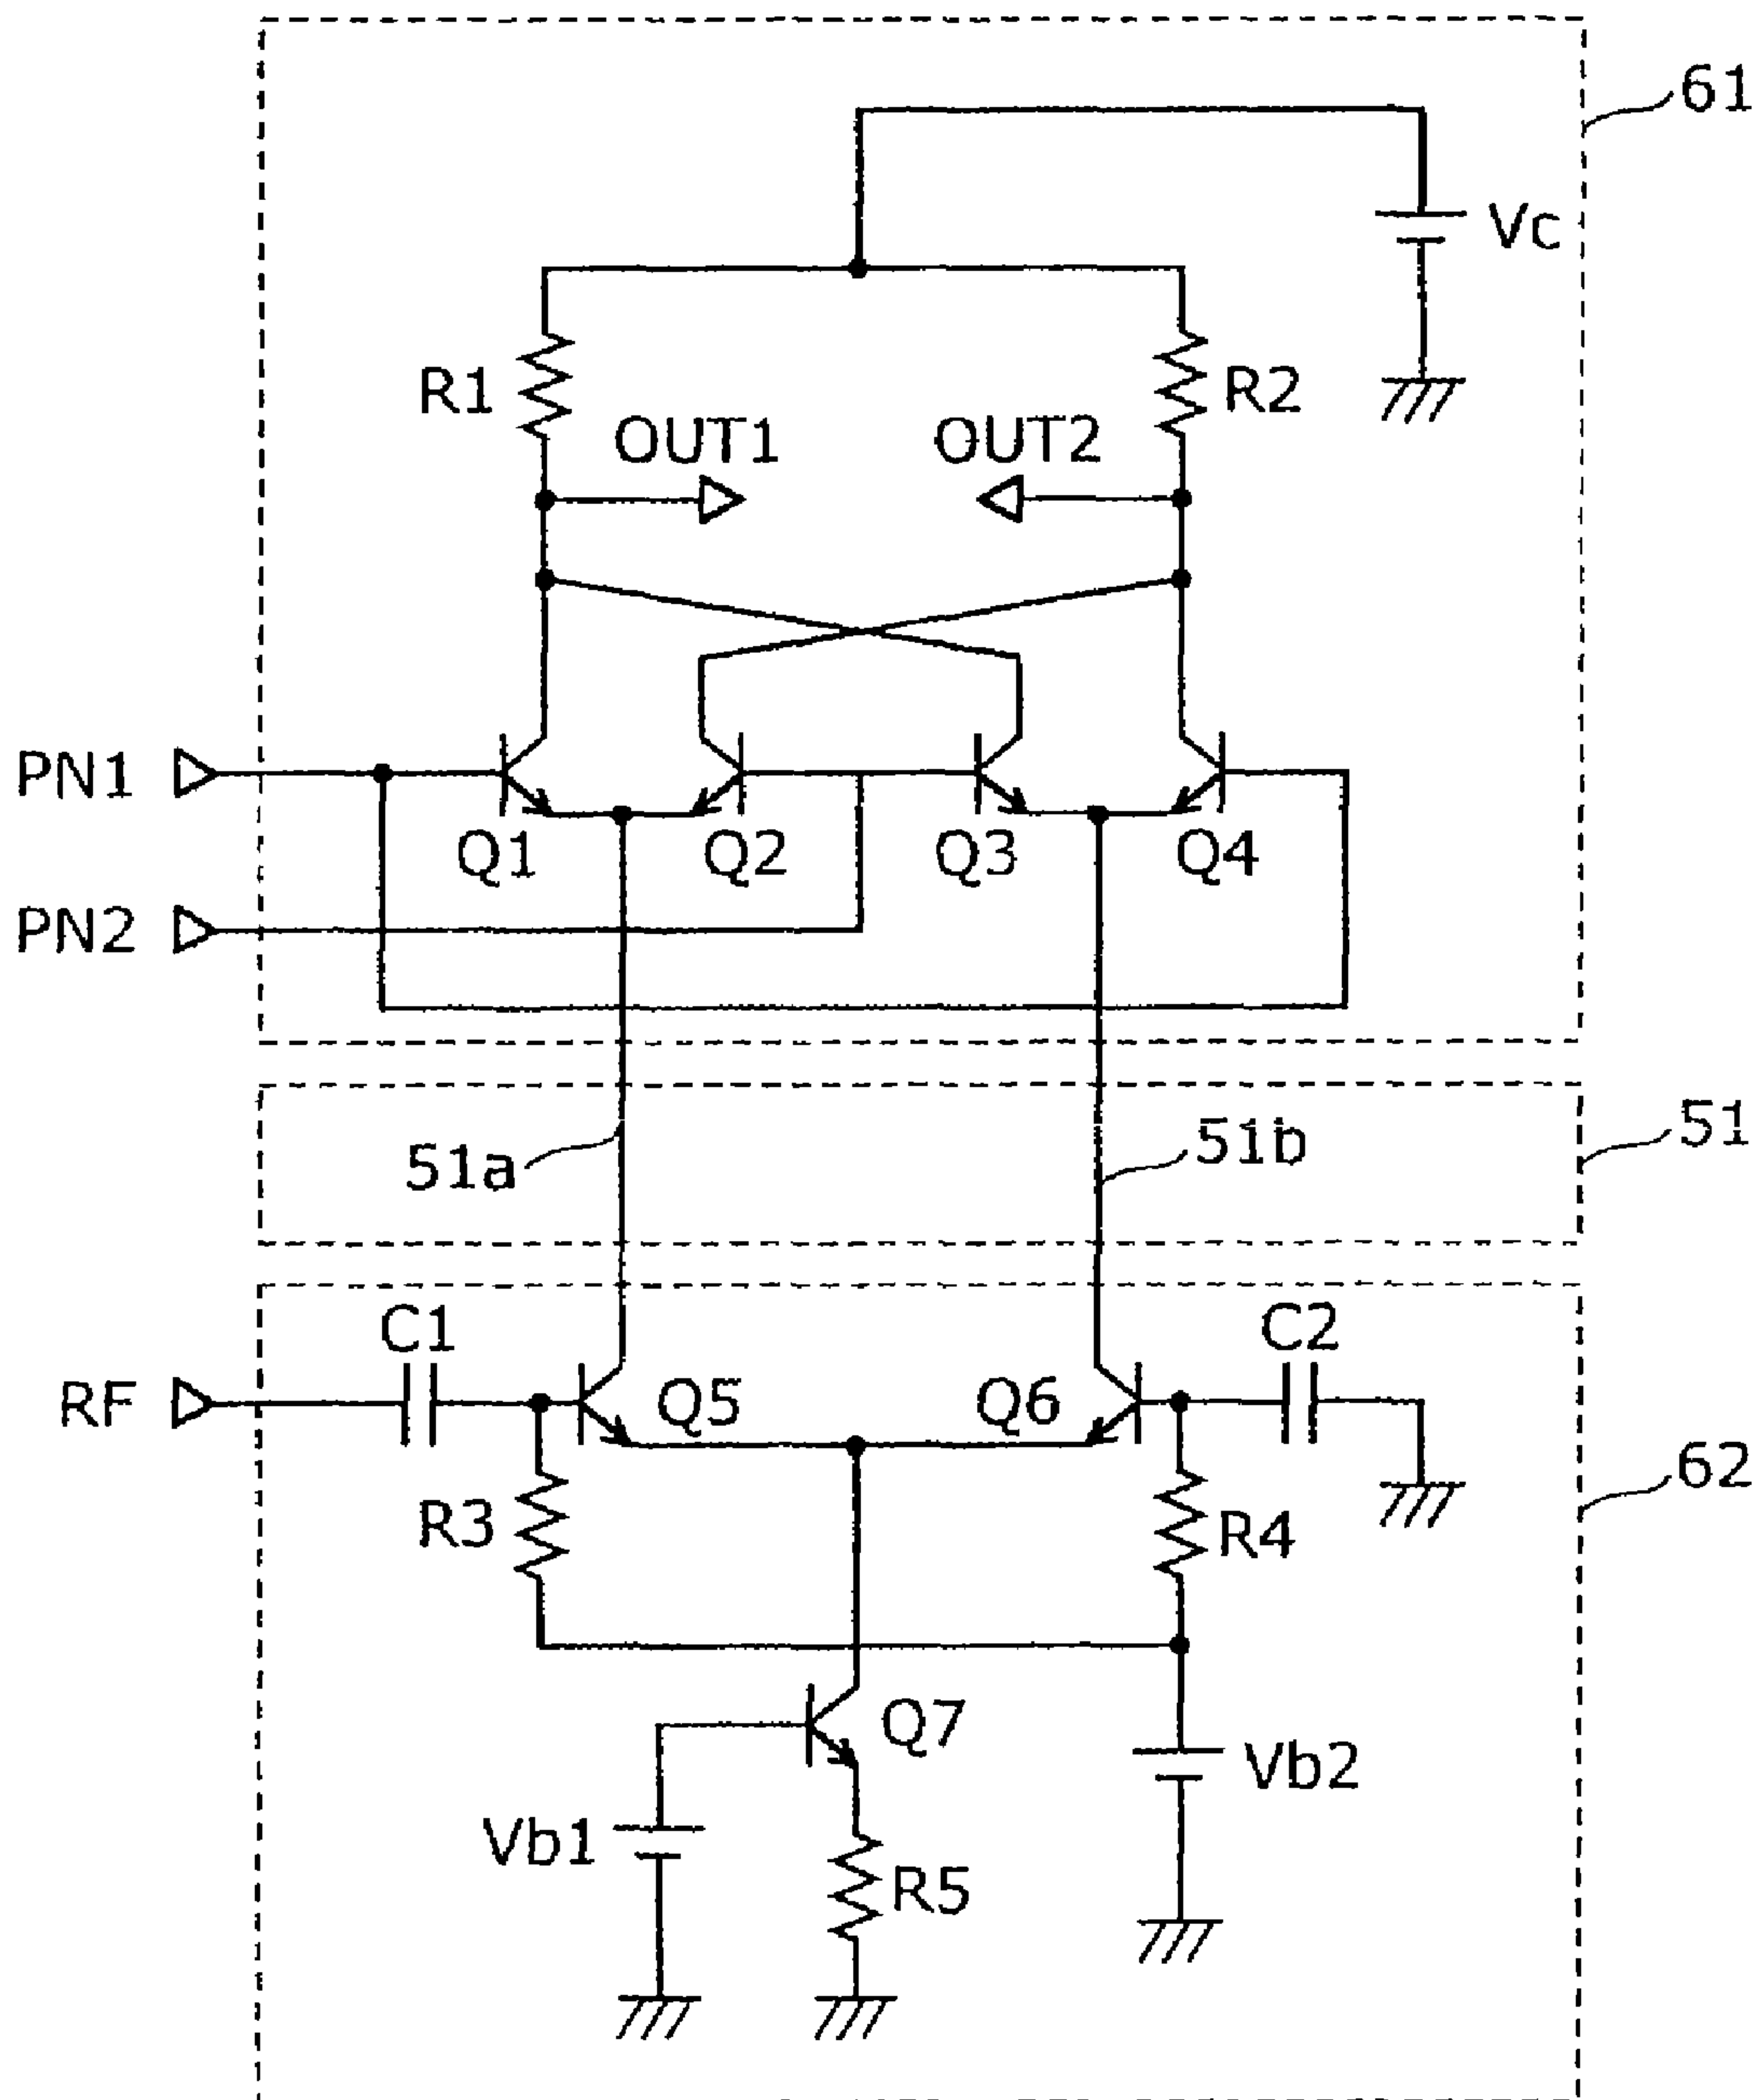 61
Vc
R1
R2
OUT1
OUT2
PN1
Q1
Q2
Q3
Q4
PN2
51
51a
51b
C1
C2
RF
Q5
Q6
62
R3
R4
Q7
Vb2
Vb1
R5